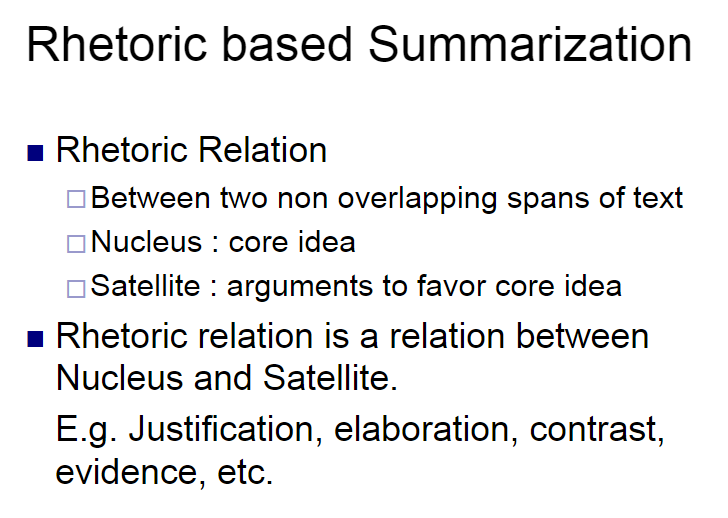 Rhetoric based Summarization
Rhetoric Relation
Between two non overlapping spans of text
Nucleus : core idea
Satellite : arguments to favor core idea
Rhetoric relation is a relation between
Nucleus and Satellite.
E.g. Justification, elaboration, contrast,
evidence, etc.